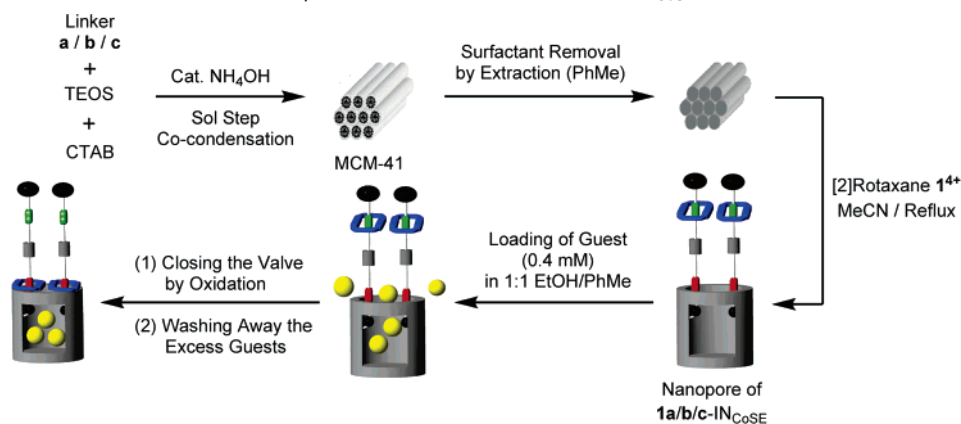 Linker
a / b / c
+
TEOS
+
CTAB
Cat. NH4OH
Sol Step
Co-condensation
MCM-41
Surfactant Removal
by Extraction (PhMe)
[2]Rotaxane 1⁴⁺
MeCN / Reflux
Nanopore of
1a/b/c-INCoSE
Loading of Guest
(0.4 mM)
in 1:1 EtOH/PhMe
(1) Closing the Valve
by Oxidation
(2) Washing Away the
Excess Guests